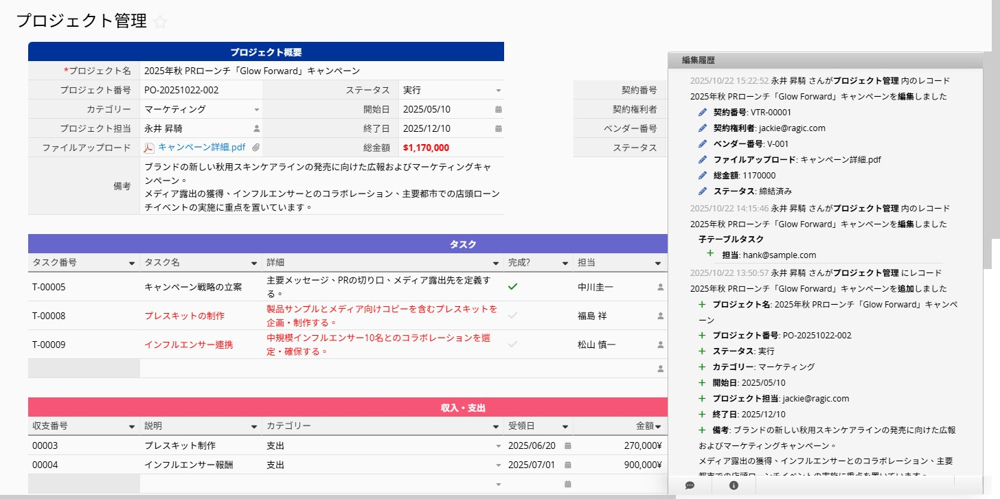 プロジェクト管理
プロジェクト概要
*プロジェクト名 2025年秋 PRローンチ「Glow Forward」キャンペーン
プロジェクト番号 PO-20251022-002 ステータス 実行 契約番号
カテゴリー マーケティング 開始日 2025/05/10 契約権利者
プロジェクト担当 永井 昇騎 終了日 2025/12/10 ベンダー番号
ファイルアップロード キャンペーン詳細.pdf 総金額 $1,170,000 ステータス
備考
ブランドの新しい秋用スキンケアラインの発売に向けた広報およびマーケティングキャ
ンペーン。
メディア露出の獲得、インフルエンサーとのコラボレーション、主要都市での店頭ローン
チイベントの実施に重点を置いています。
タスク
タスク番号 タスク名 詳細 完成? 担当
T-00005 キャンペーン戦略の立案 主要メッセージ、PRの切り口、メディア露出先を定義す
る。 中川圭一
T-00008 プレスキットの制作 製品サンプルとメディア向けコピーを含むプレスキットを
企画・制作する。 福島 祥
T-00009 インフルエンサー連携 中規模インフルエンサー10名とのコラボレーションを選
定・確保する。 松山 慎一
収入・支出
収支番号 説明 カテゴリー 受領日 金額
00003 プレスキット制作 支出 2025/06/20 270,000¥
00004 インフルエンサー報酬 支出 2025/07/01 900,000¥
編集履歴
2025/10/22 15:22:52 永井 昇騎 さんがプロジェクト管理 内のレコード
2025年秋 PRローンチ「Glow Forward」キャンペーンを編集しました
契約番号: VTR-00001
契約権利者: jackie@ragic.com
ベンダー番号: V-001
ファイルアップロード: キャンペーン詳細.pdf
総金額: 1170000
ステータス: 締結済み
2025/10/22 14:15:46 永井 昇騎 さんがプロジェクト管理 内のレコード
2025年秋 PRローンチ「Glow Forward」キャンペーンを編集しました
子テーブルタスク
+ 担当: hank@sample.com
2025/10/22 13:50:57 永井 昇騎 さんがプロジェクト管理 にレコード
2025年秋 PRローンチ「Glow Forward」キャンペーンを追加しました
+ プロジェクト名: 2025年秋 PRローンチ「Glow Forward」キャンペ
ーン
+ プロジェクト番号: PO-20251022-002
+ ステータス: 実行
+ カテゴリー: マーケティング
+ 開始日: 2025/05/10
+ プロジェクト担当: jackie@ragic.com
+ 終了日: 2025/12/10
+ 備考: ブランドの新しい秋用スキンケアラインの発売に向けた広報
およびマーケティングキャンペーン。
メディア露出の獲得、インフルエンサーとのコラボレーション、主要
都市での店頭ローンチイベントの実施に重点を置いています。